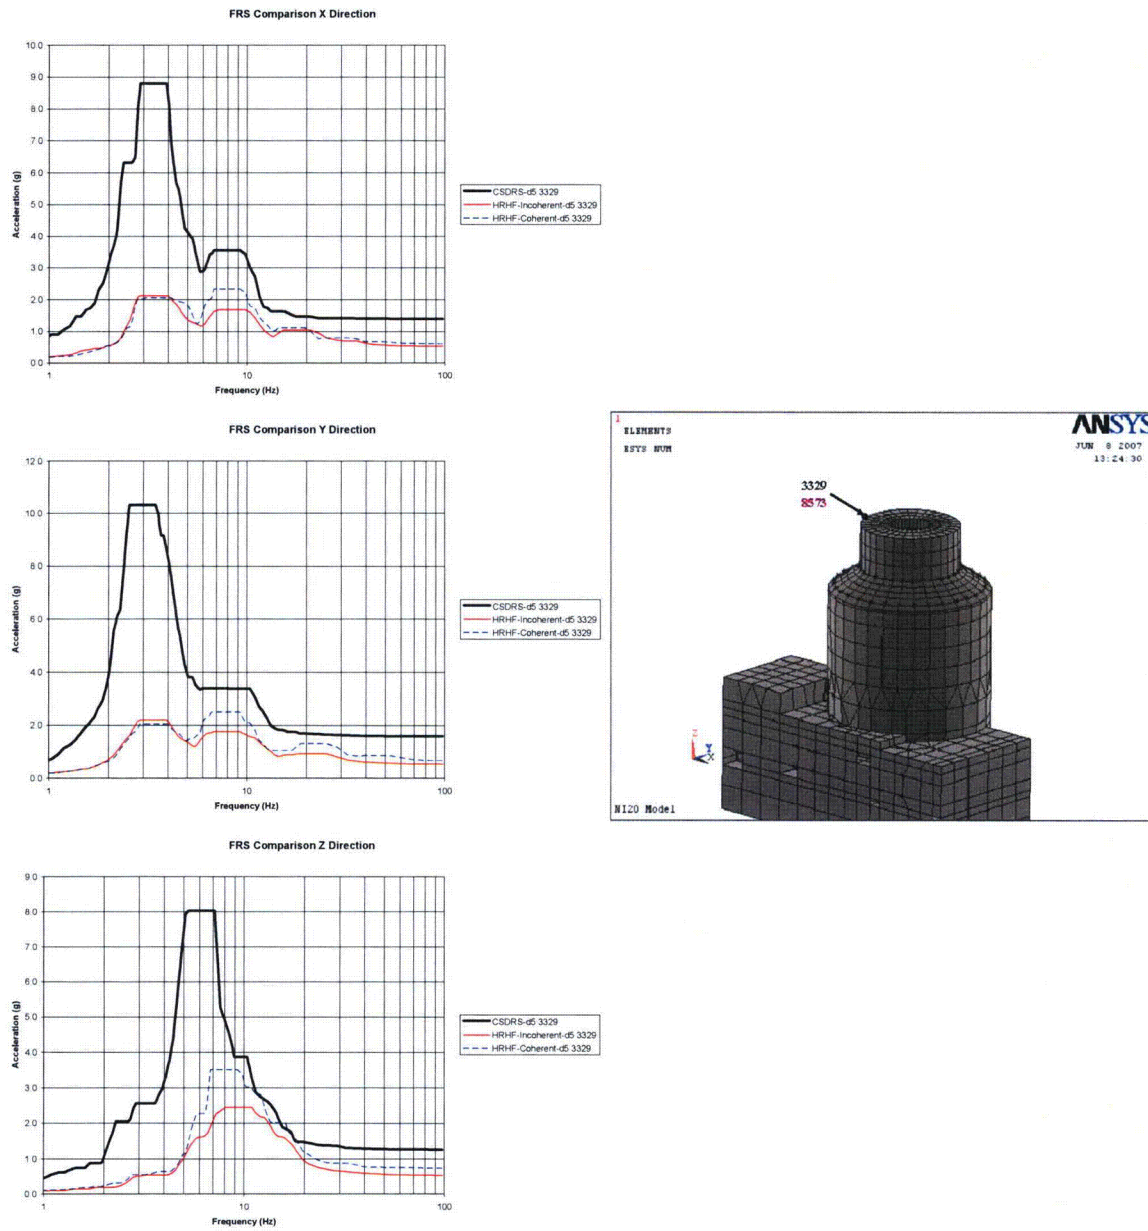 FRS Comparison X Direction
10.0
9.0
8.0
7.0
6.0
5.0
4.0
3.0
2.0
1.0
0.0
Acceleration (g)
1
10
100
Frequency (Hz)
CSDRS-d5 3329
HRHF-Incoherent-d5 3329
HRHF-Coherent-d5 3329
FRS Comparison Y Direction
12.0
10.0
8.0
6.0
4.0
2.0
0.0
Acceleration (g)
1
10
100
Frequency (Hz)
CSDRS-d5 3329
HRHF-Incoherent-d5 3329
HRHF-Coherent-d5 3329
1
ELEMENTS
ESYS NUM
ANSYS
JUN 8 2007
13:24:30
3329
8573
Z
Y
X
NI20 Model
FRS Comparison Z Direction
9.0
8.0
7.0
6.0
5.0
4.0
3.0
2.0
1.0
0.0
Acceleration (g)
1
10
100
Frequency (Hz)
CSDRS-d5 3329
HRHF-Incoherent-d5 3329
HRHF-Coherent-d5 3329